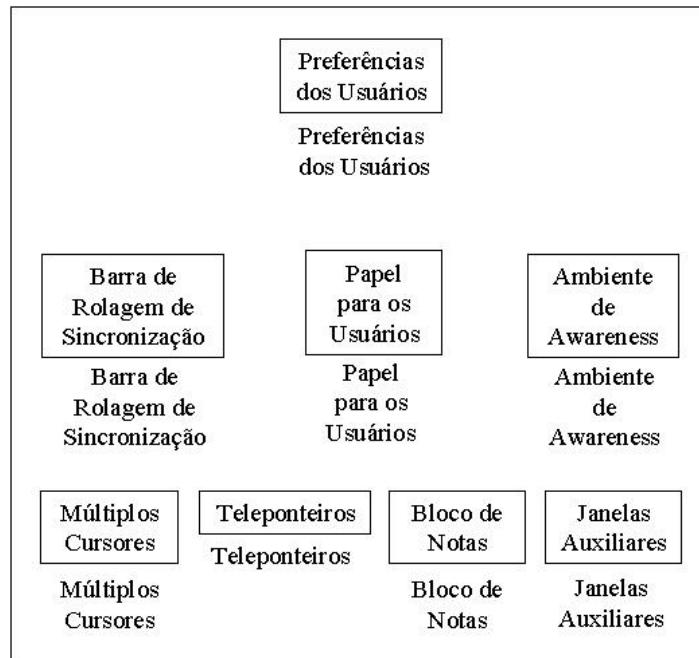 Preferências
dos Usuários
Preferências
dos Usuários
Barra de
Rolagem de
Sincronização
Barra de
Rolagem de
Sincronização
Papel
para os
Usuários
Papel
para os
Usuários
Ambiente
de
Awareness
Ambiente
de
Awareness
Múltiplos
Cursores
Múltiplos
Cursores
Teleponteiros
Teleponteiros
Bloco de
Notas
Bloco de
Notas
Janelas
Auxiliares
Janelas
Auxiliares